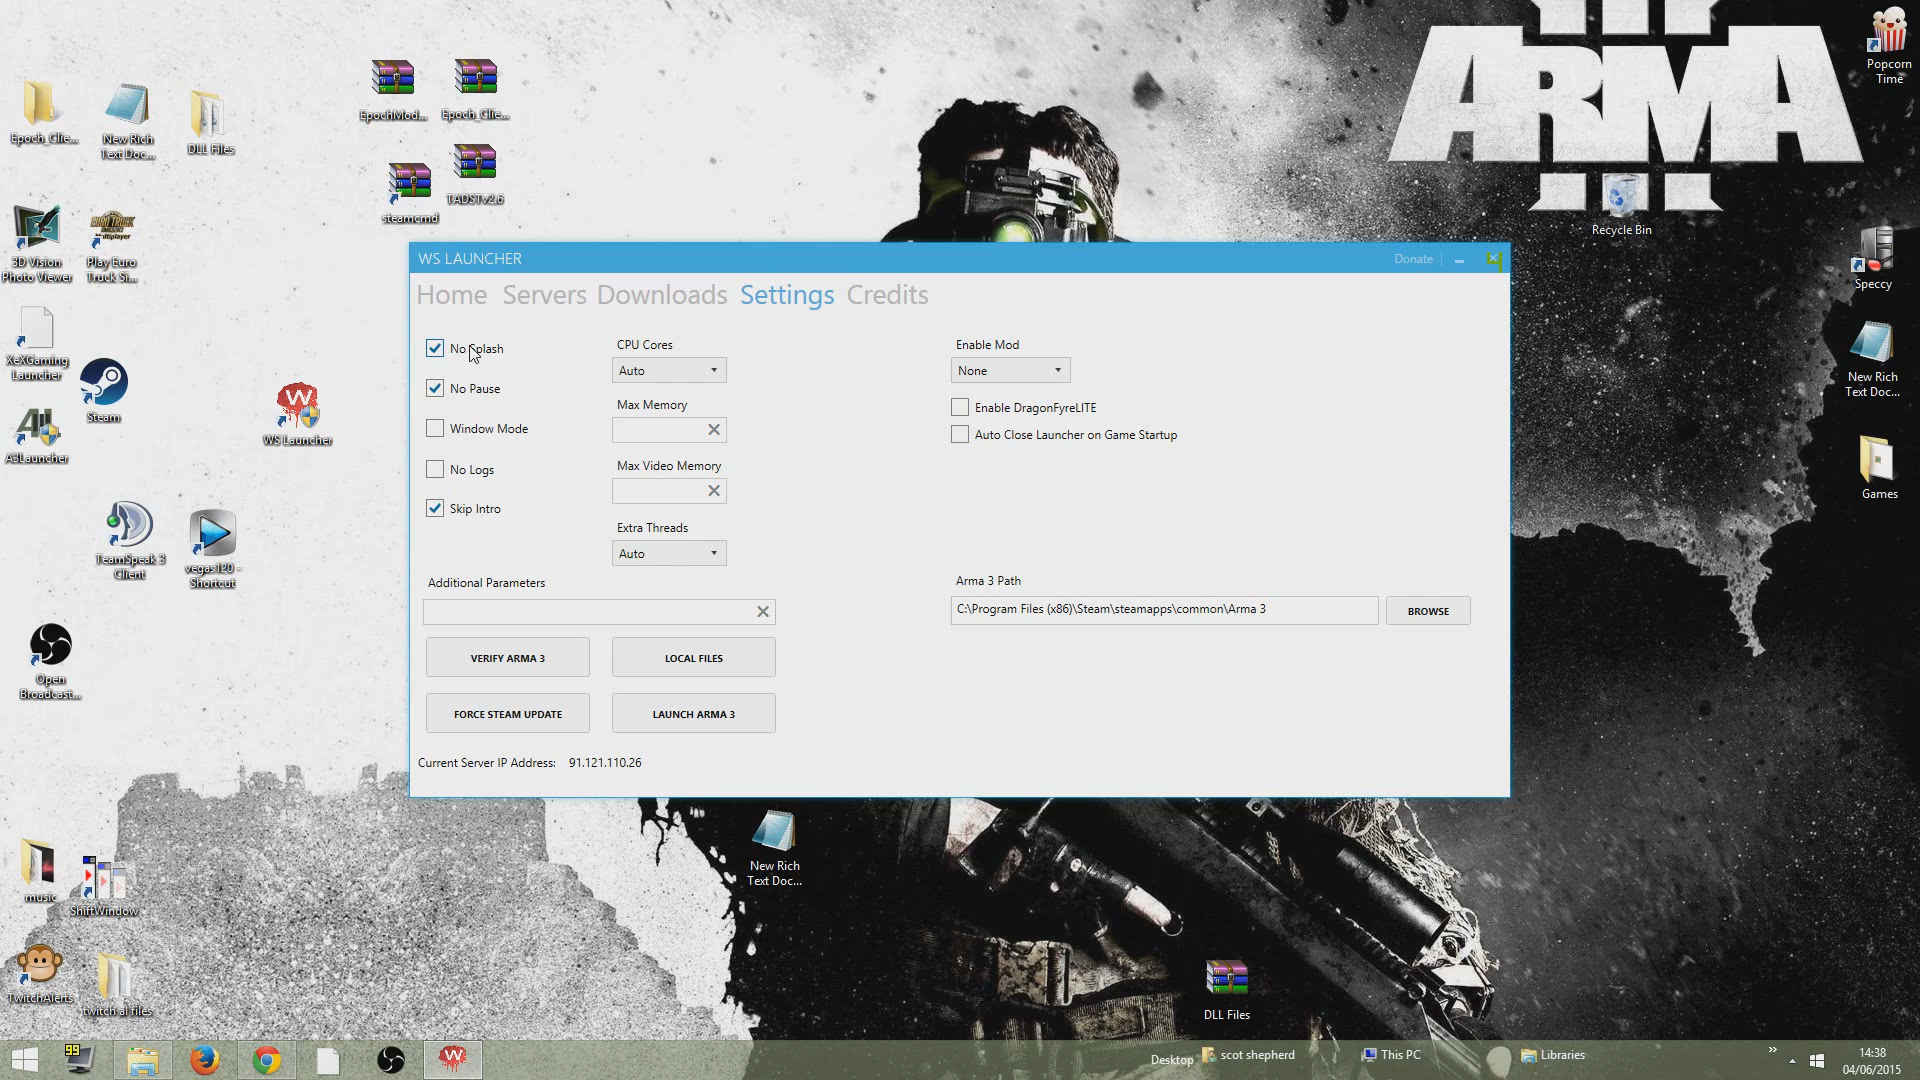 ARMA
III
Popcorn
Time
EpochMod...
Epoch_Clie...
Epoch_Clie...
New Rich
Text Doc...
DLL Files
steamcmd
TADSTv2.6
Recycle Bin
3D Vision
Photo Viewer
Play Euro
Truck Si...
Speccy
WS LAUNCHER
Donate
Home Servers Downloads Settings Credits
No Splash
No Pause
Window Mode
No Logs
Skip Intro
CPU Cores
Auto
Max Memory
Max Video Memory
Extra Threads
Auto
Enable Mod
None
Enable DragonFyreLITE
Auto Close Launcher on Game Startup
Additional Parameters
Arma 3 Path
C:\Program Files (x86)\Steam\steamapps\common\Arma 3
BROWSE
VERIFY ARMA 3
LOCAL FILES
FORCE STEAM UPDATE
LAUNCH ARMA 3
Current Server IP Address: 91.121.110.26
XeXGaming
Launcher
Steam
WS Launcher
A3Launcher
New Rich
Text Doc...
Games
TeamSpeak 3
Client
vegas120 -
Shortcut
Open
Broadcast...
New Rich
Text Doc...
music
ShiftWindow
TwitchAlerts
twitch al files
DLL Files
99
Desktop
scot shepherd
This PC
Libraries
14:38
04/06/2015